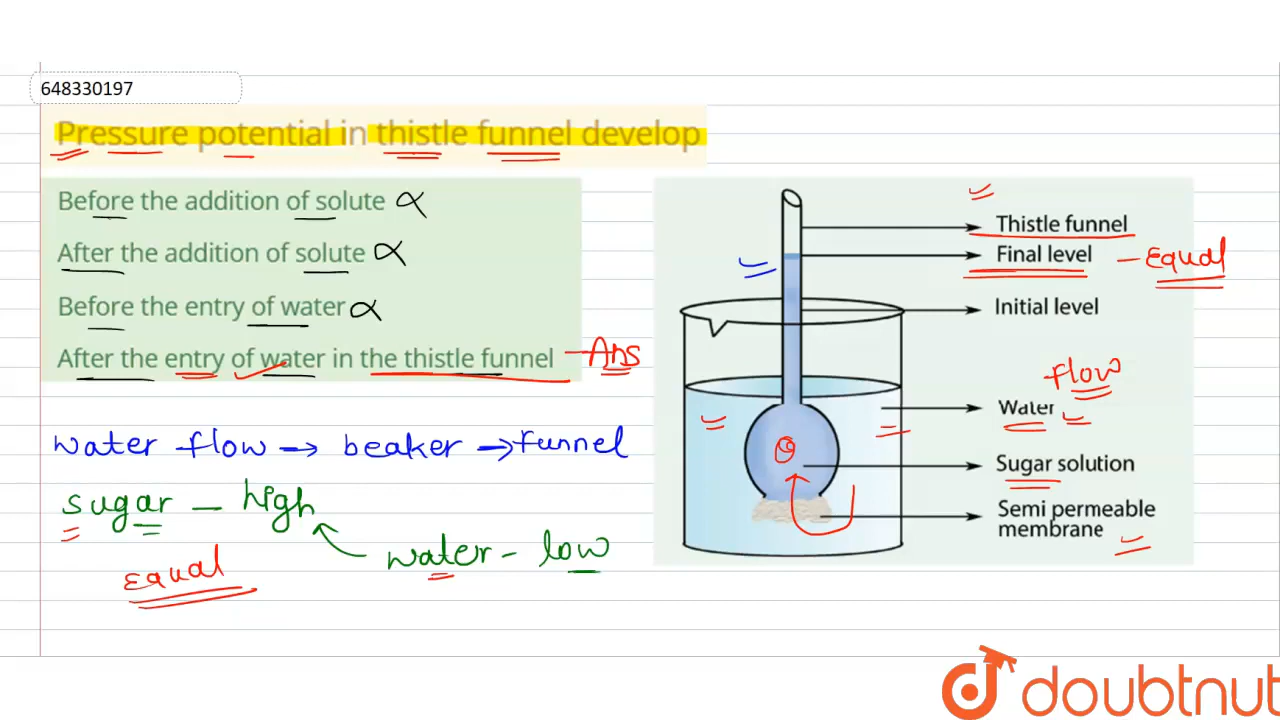 648330197
Pressure potential in thistle funnel develop
Before the addition of solute α
After the addition of solute α
Before the entry of water α
After the entry of water in the thistle funnel – Ans
Thistle funnel
Final level – Equal
Initial level
flow
Water
Sugar solution
Semi permeable
membrane
water flow → beaker → funnel
sugar – high
water – low
Equal
doubtnut